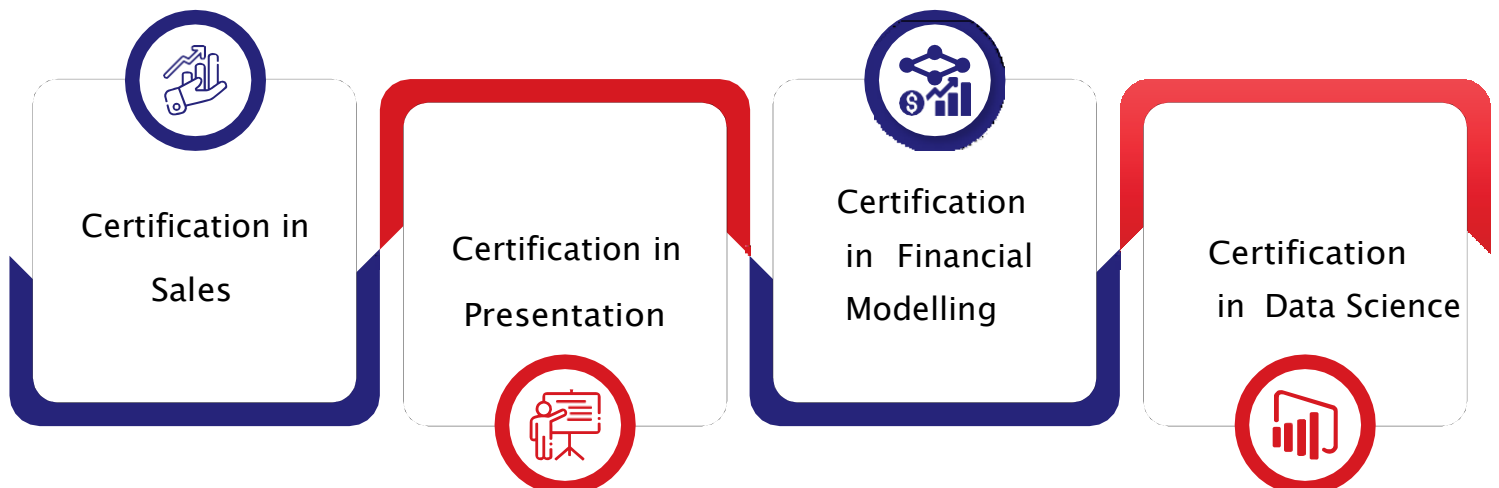 Certification in
Sales
Certification in
Presentation
Certification
in Financial
Modelling
Certification
in Data Science